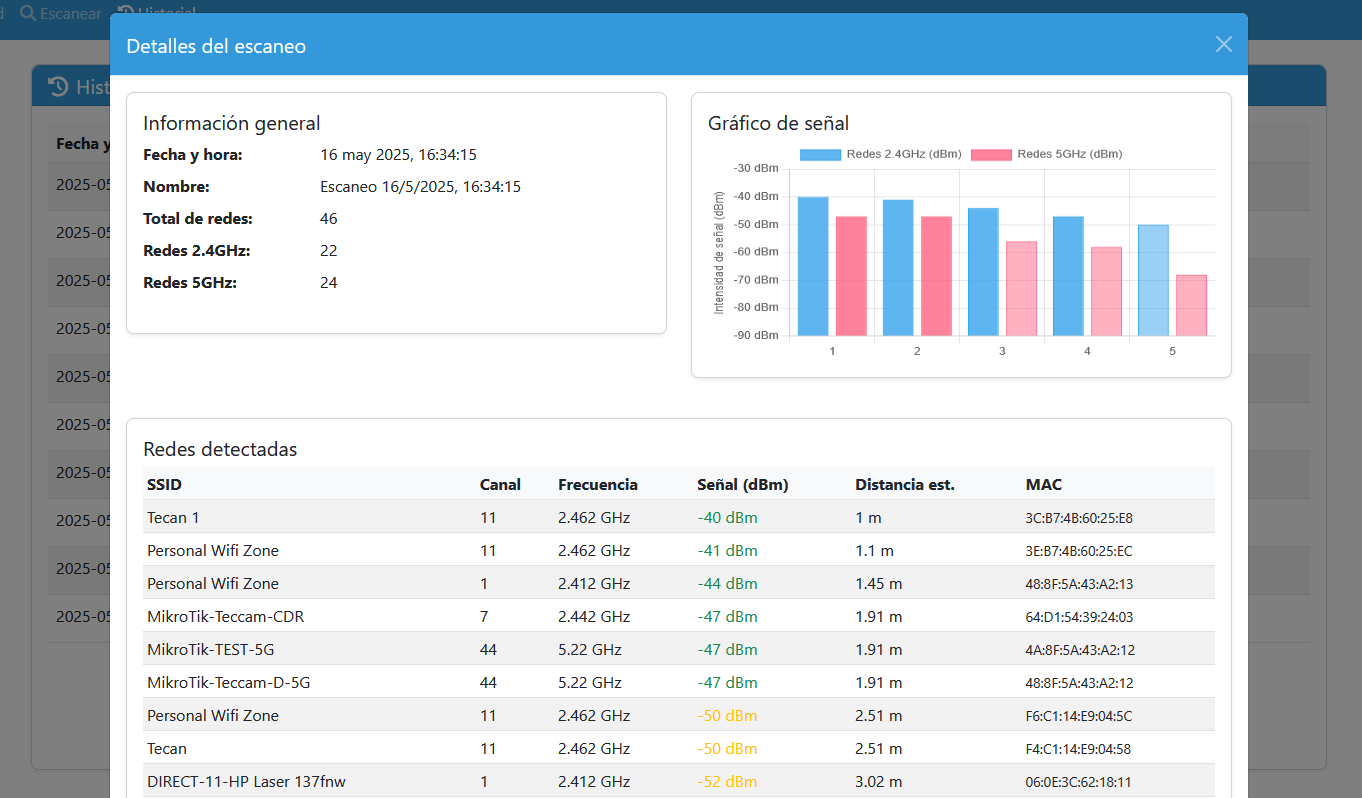 Escanear Historial
Detalles del escaneo
Hist
Fecha y
2025-05
2025-05
2025-05
2025-05
2025-05
2025-05
2025-05
2025-05
2025-05
2025-05
Información general
Fecha y hora: 16 may 2025, 16:34:15
Nombre: Escaneo 16/5/2025, 16:34:15
Total de redes: 46
Redes 2.4GHz: 22
Redes 5GHz: 24
Gráfico de señal
Redes 2.4GHz (dBm) Redes 5GHz (dBm)
Intensidad de señal (dBm)
-30 dBm
-40 dBm
-50 dBm
-60 dBm
-70 dBm
-80 dBm
-90 dBm
1 2 3 4 5
Redes detectadas
SSID Canal Frecuencia Señal (dBm) Distancia est. MAC
Tecan 1 11 2.462 GHz -40 dBm 1 m 3C:B7:4B:60:25:E8
Personal Wifi Zone 11 2.462 GHz -41 dBm 1.1 m 3E:B7:4B:60:25:EC
Personal Wifi Zone 1 2.412 GHz -44 dBm 1.45 m 48:8F:5A:43:A2:13
MikroTik-Teccam-CDR 7 2.442 GHz -47 dBm 1.91 m 64:D1:54:39:24:03
MikroTik-TEST-5G 44 5.22 GHz -47 dBm 1.91 m 4A:8F:5A:43:A2:12
MikroTik-Teccam-D-5G 44 5.22 GHz -47 dBm 1.91 m 48:8F:5A:43:A2:12
Personal Wifi Zone 11 2.462 GHz -50 dBm 2.51 m F6:C1:14:E9:04:5C
Tecan 11 2.462 GHz -50 dBm 2.51 m F4:C1:14:E9:04:58
DIRECT-11-HP Laser 137fnw 1 2.412 GHz -52 dBm 3.02 m 06:0E:3C:62:18:11